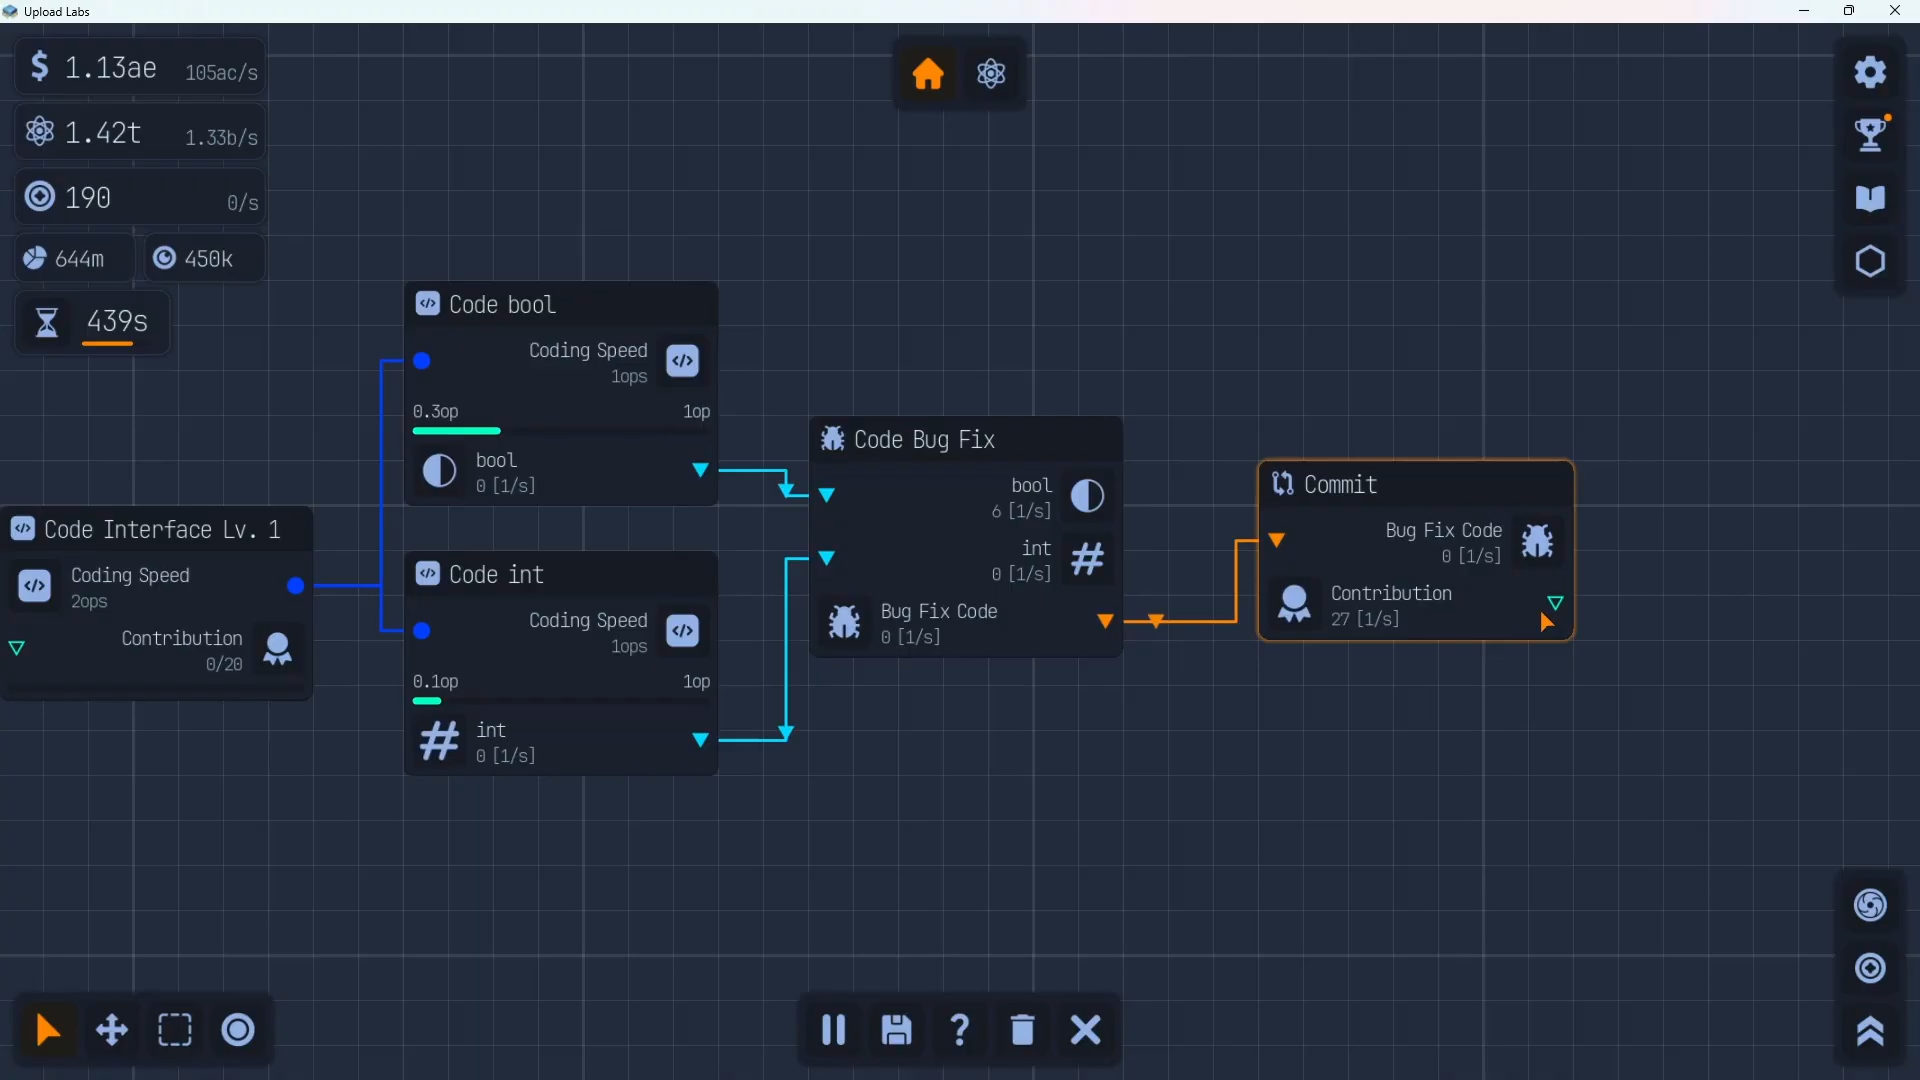 Upload Labs
$ 1.13ae 105ac/s
1.42t 1.33b/s
190 0/s
644m 450k
439s
Code bool
Coding Speed
1ops
0.3op 1op
bool
0 [1/s]
Code Interface Lv. 1
Coding Speed
2ops
Contribution
0/20
Code int
Coding Speed
1ops
0.1op 1op
# int
0 [1/s]
Code Bug Fix
bool
6 [1/s]
int #
0 [1/s]
Bug Fix Code
0 [1/s]
Commit
Bug Fix Code
0 [1/s]
Contribution
27 [1/s]
?